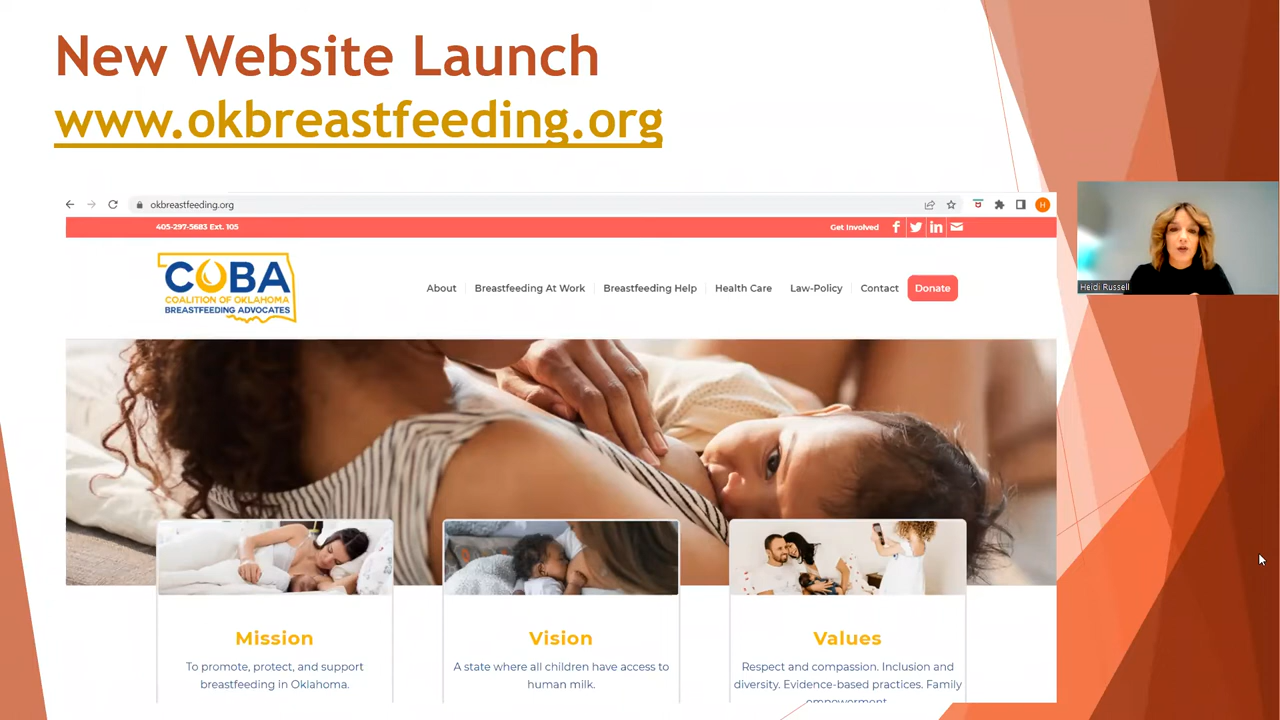 New Website Launch
www.okbreastfeeding.org
okbreastfeeding.org
H
405-297-5683 Ext. 105
Get Involved
COBA
COALITION OF OKLAHOMA
BREASTFEEDING ADVOCATES
About
Breastfeeding At Work
Breastfeeding Help
Health Care
Law-Policy
Contact
Donate
Heidi Russell
Mission
To promote, protect, and support
breastfeeding in Oklahoma.
Vision
A state where all children have access to
human milk.
Values
Respect and compassion. Inclusion and
diversity. Evidence-based practices. Family
empowerment.